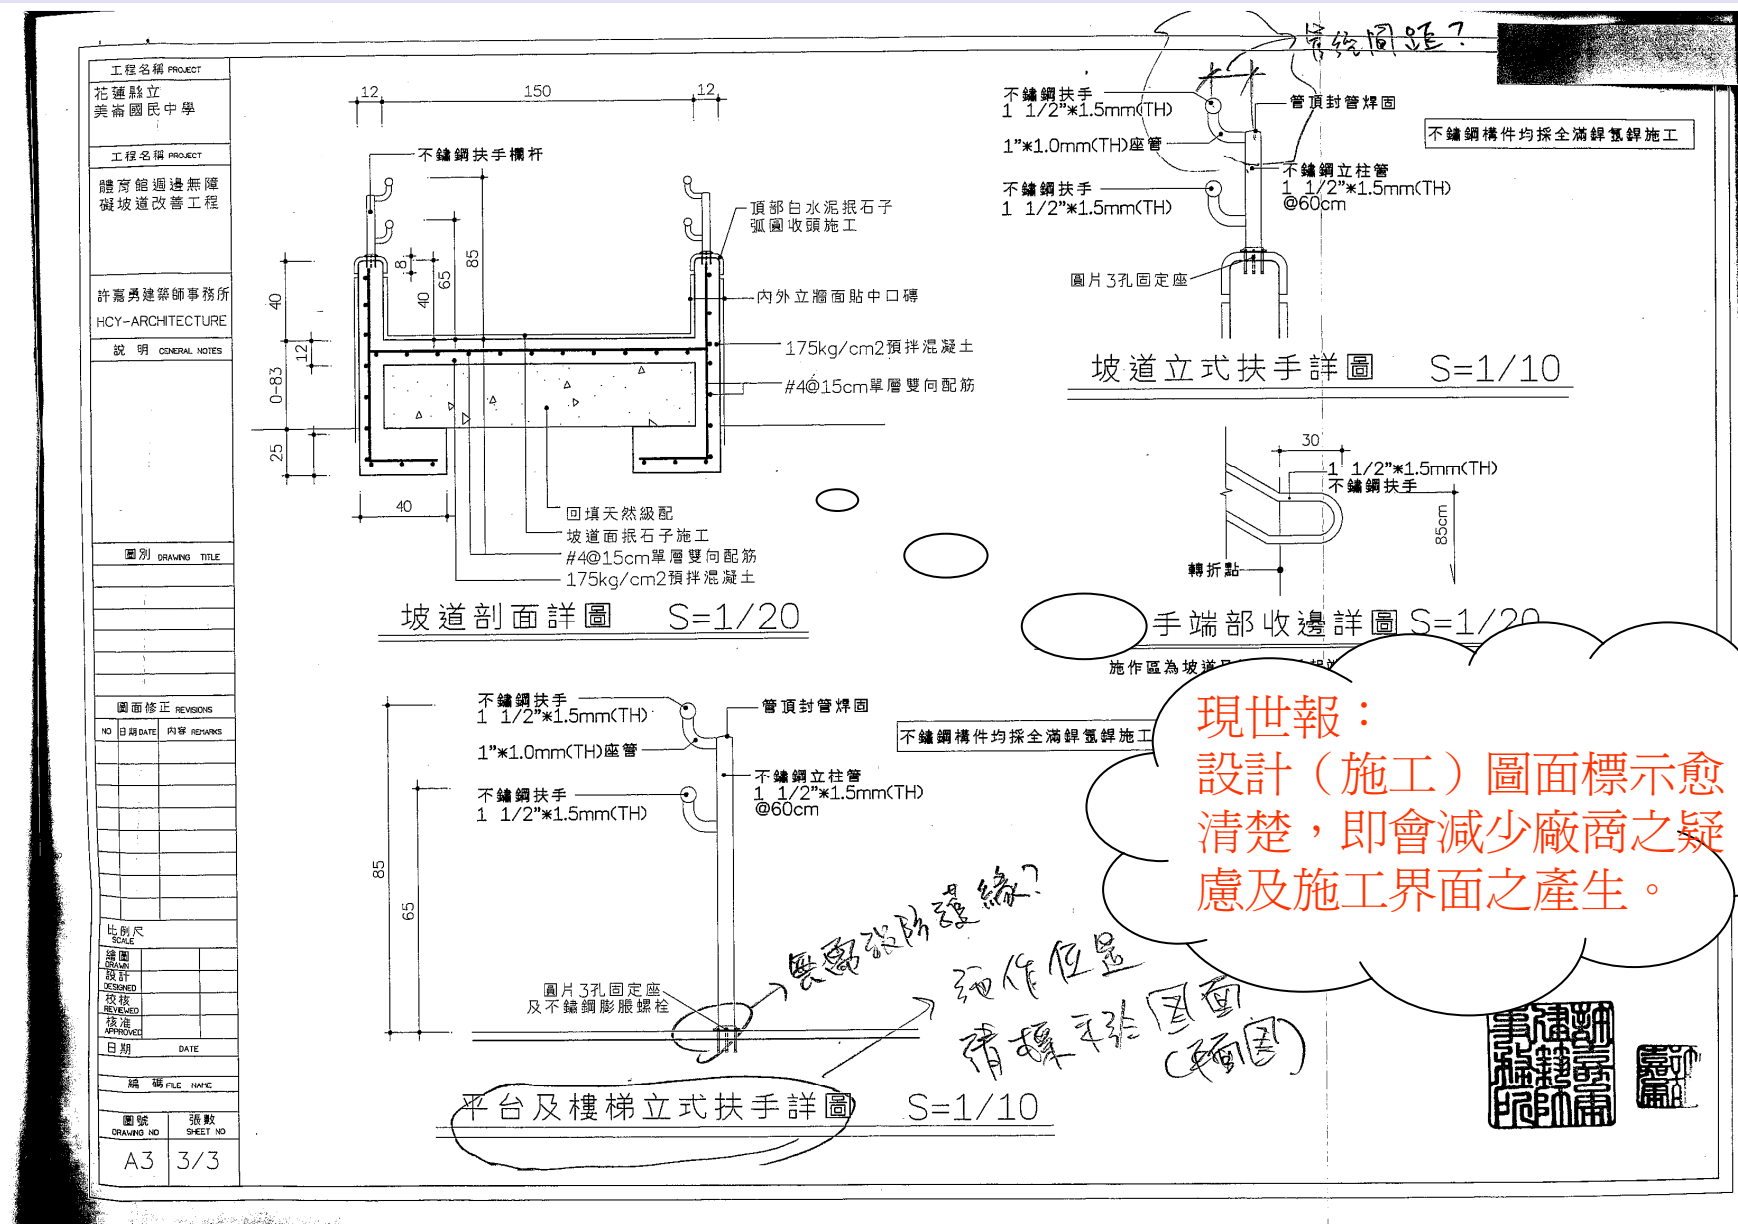 工程名稱 PROJECT
花蓮縣立
美崙國民中學
工程名稱 PROJECT
體育館週邊無障
礙坡道改善工程
許嘉勇建築師事務所
HCY-ARCHITECTURE
說 明 GENERAL NOTES
圖別 DRAWING TITLE
圖面修正 REVISIONS
NO 日期 DATE 內容 REMARKS
比例尺
SCALE
繪圖
DRAWN
設計
DESIGNED
校核
REVIEWED
核准
APPROVED
日期 DATE
編 碼 FILE NAME
圖號 張數
DRAWING NO SHEET NO
A3 3/3
12 150 12
不鏽鋼扶手欄杆
頂部白水泥抿石子
弧圓收頭施工
內外立牆面貼中口磚
175kg/cm2預拌混凝土
#4@15cm單層雙向配筋
40
12
0-83
25
8
40
65
85
40
回填天然級配
坡道面抿石子施工
#4@15cm單層雙向配筋
175kg/cm2預拌混凝土
坡道剖面詳圖 S=1/20
間距?
不鏽鋼扶手
1 1/2"*1.5mm(TH)
1"*1.0mm(TH)座管
不鏽鋼扶手
1 1/2"*1.5mm(TH)
管頂封管焊固
不鏽鋼立柱管
1 1/2"*1.5mm(TH)
@60cm
圓片3孔固定座
不鏽鋼構件均採全滿銲氬銲施工
坡道立式扶手詳圖 S=1/10
30
1 1/2"*1.5mm(TH)
不鏽鋼扶手
85cm
轉折點
手端部收邊詳圖 S=1/20
施作區為坡道
不鏽鋼扶手
1 1/2"*1.5mm(TH)
1"*1.0mm(TH)座管
不鏽鋼扶手
1 1/2"*1.5mm(TH)
管頂封管焊固
不鏽鋼立柱管
1 1/2"*1.5mm(TH)
@60cm
不鏽鋼構件均採全滿銲氬銲施工
85
65
圓片3孔固定座
及不鏽鋼膨脹螺栓
防護緣?
施作位置
請標示於圖面
(平面圖)
平台及樓梯立式扶手詳圖 S=1/10
現世報：
設計（施工）圖面標示愈
清楚，即會減少廠商之疑
慮及施工界面之產生。